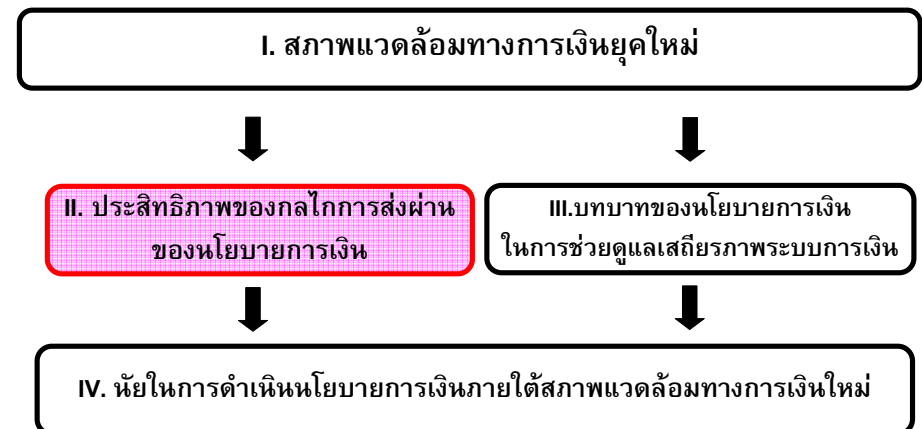 I. สภาพแวดล้อมทางการเงินยุคใหม่
II. ประสิทธิภาพของกลไกการส่งผ่าน
ของนโยบายการเงิน
III.บทบาทของนโยบายการเงิน
ในการช่วยดูแลเสถียรภาพระบบการเงิน
IV. นัยในการดำเนินนโยบายการเงินภายใต้สภาพแวดล้อมทางการเงินใหม่